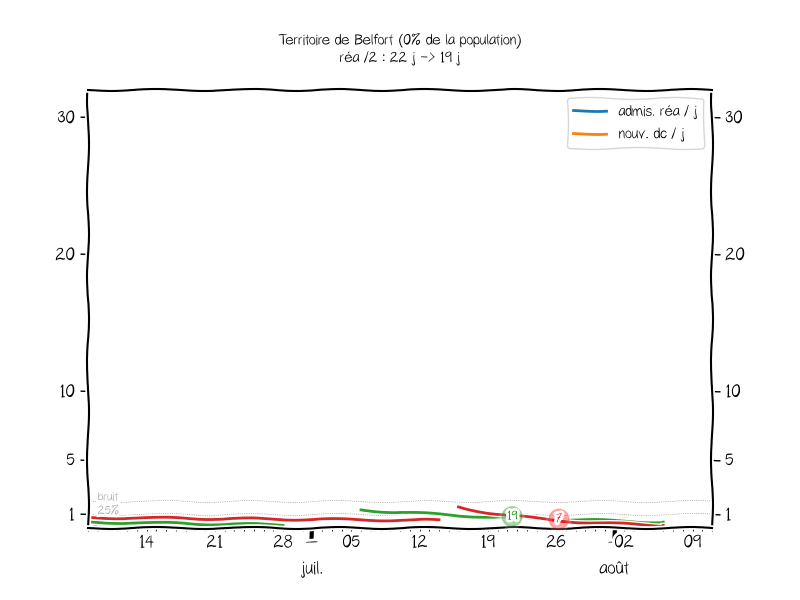 Territoire de Belfort (0% de la population)
réa /2 : 22 j -> 19 j
admis. réa / j
nouv. dc / j
30 30
20 20
10 10
5 5
bruit
25%
1 1
19 7
14 21 28 05 12 19 26 02 09
juil. août